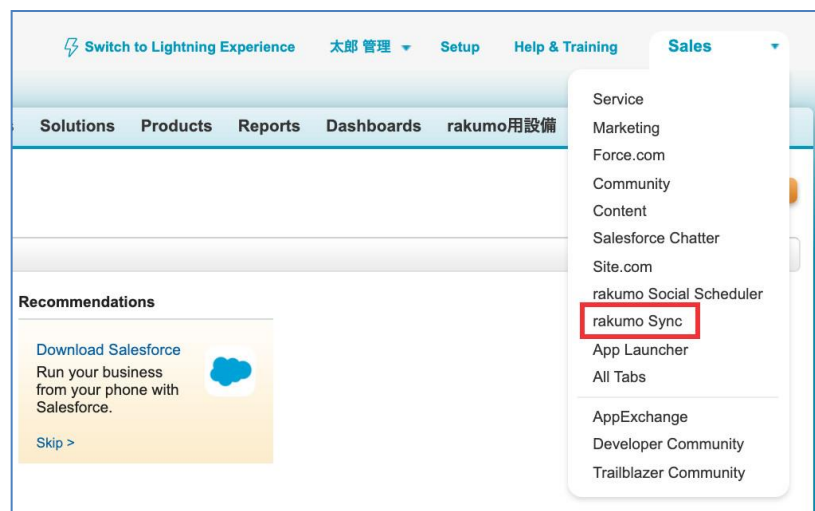 Switch to Lightning Experience 太郎 管理 Setup Help & Training Sales
Solutions Products Reports Dashboards rakumo用設備
Service
Marketing
Force.com
Community
Content
Salesforce Chatter
Site.com
rakumo Social Scheduler
rakumo Sync
App Launcher
All Tabs
AppExchange
Developer Community
Trailblazer Community
Recommendations
Download Salesforce
Run your business
from your phone with
Salesforce.
Skip >